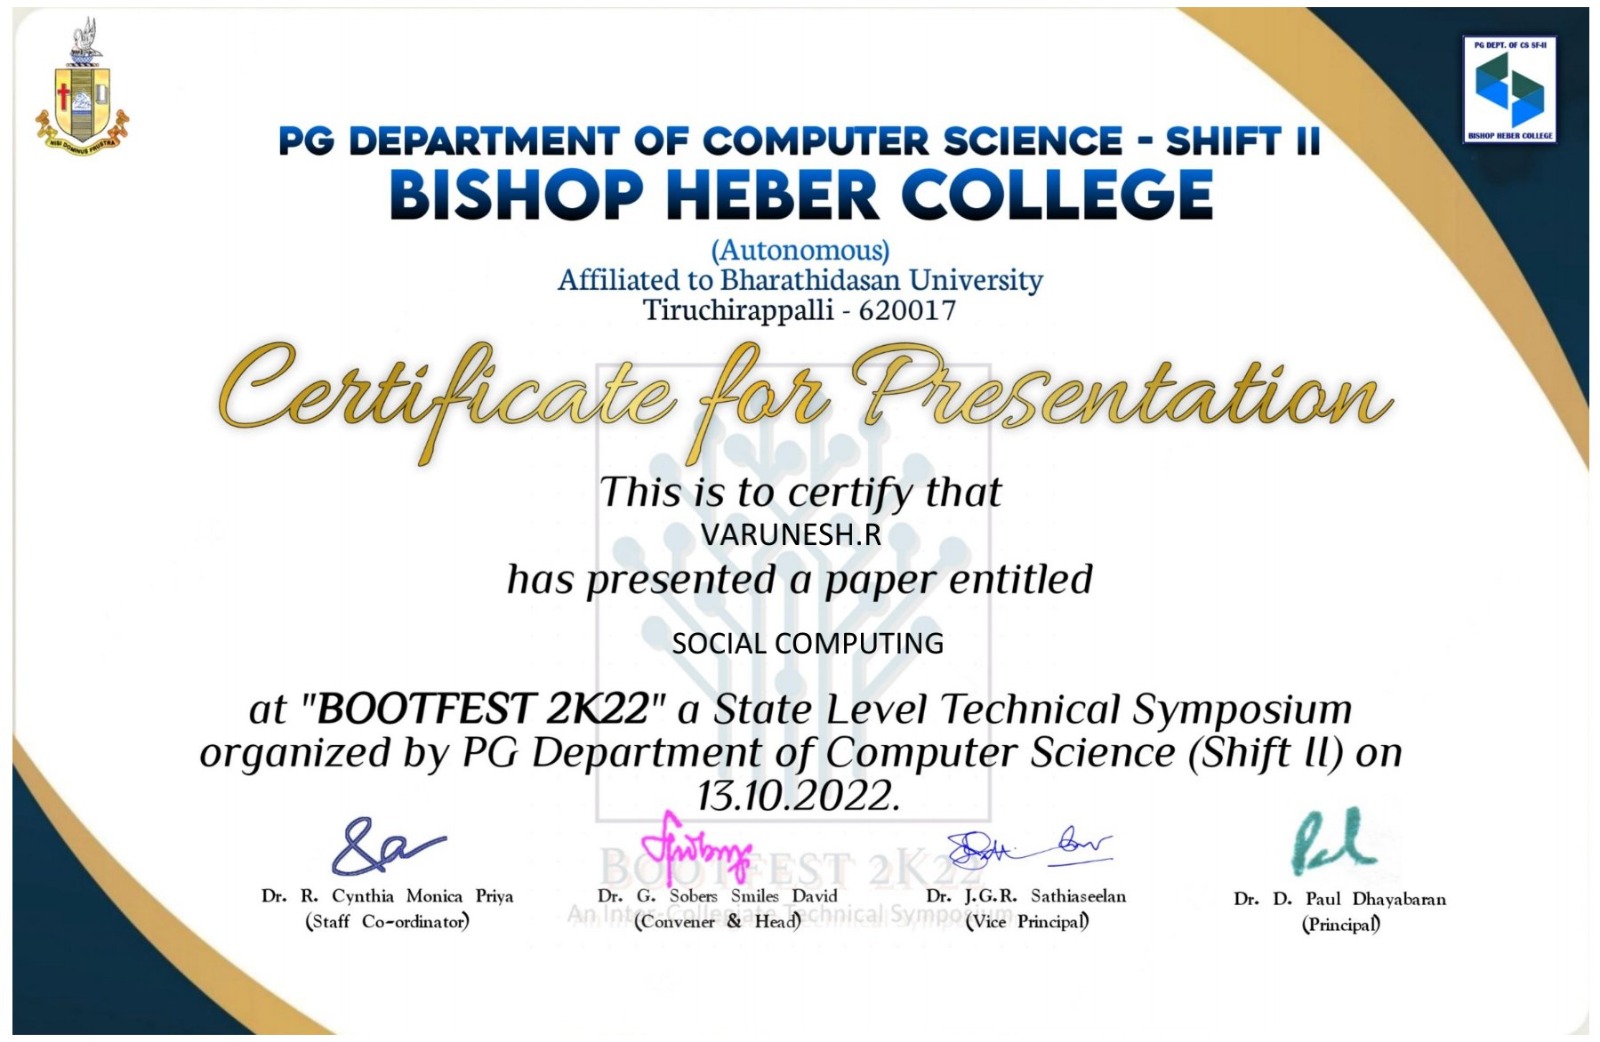 PG DEPT. OF CS SF-II
BISHOP HEBER COLLEGE
NISI DOMINUS FRUSTRA
PG DEPARTMENT OF COMPUTER SCIENCE - SHIFT II
BISHOP HEBER COLLEGE
(Autonomous)
Affiliated to Bharathidasan University
Tiruchirappalli - 620017
Certificate for Presentation
This is to certify that
VARUNESH.R
has presented a paper entitled
SOCIAL COMPUTING
at "BOOTFEST 2K22" a State Level Technical Symposium
organized by PG Department of Computer Science (Shift II) on
13.10.2022.
BOOTFEST 2K22
Dr. R. Cynthia Monica Priya
(Staff Co-ordinator)
Dr. G. Sobers Smiles David
(Convener & Head)
Dr. J.G.R. Sathiaseelan
(Vice Principal)
Dr. D. Paul Dhayabaran
(Principal)
An Inter-Collegiate Technical Symposium